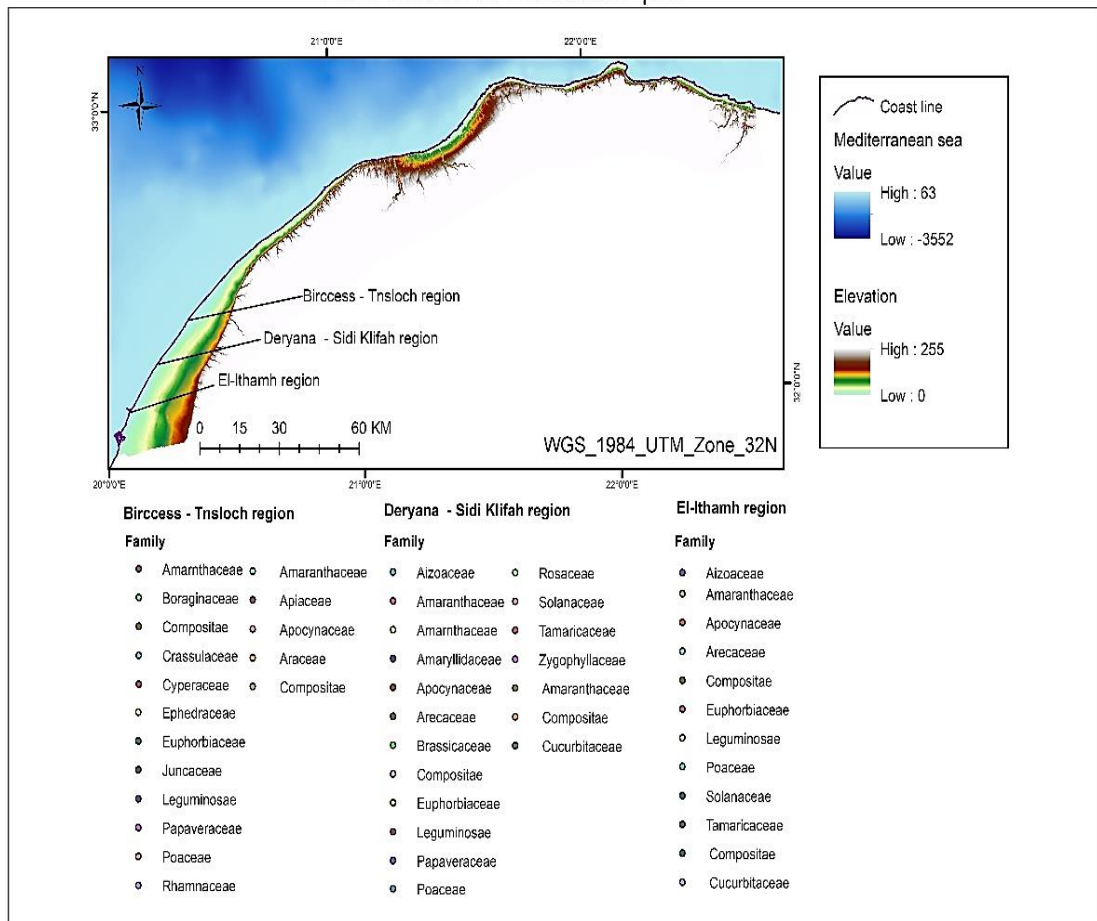 21°0'0"E
22°0'0"E
N
33°0'0"N
Coast line
Mediterranean sea
Value
High : 63
Low : -3552
Elevation
Value
High : 255
Low : 0
Birccess - Tnsloch region
Deryana - Sidi Klifah region
El-Ithamh region
32°0'0"N
0 15 30 60 KM
WGS_1984_UTM_Zone_32N
20°0'0"E
21°0'0"E
22°0'0"E
Birccess - Tnsloch region
Family
Amarnthaceae
Boraginaceae
Compositae
Crassulaceae
Cyperaceae
Ephedraceae
Euphorbiaceae
Juncaceae
Leguminosae
Papaveraceae
Poaceae
Rhamnaceae
Amaranthaceae
Apiaceae
Apocynaceae
Araceae
Compositae
Deryana - Sidi Klifah region
Family
Aizoaceae
Amaranthaceae
Amarnthaceae
Amaryllidaceae
Apocynaceae
Arecaceae
Brassicaceae
Compositae
Euphorbiaceae
Leguminosae
Papaveraceae
Poaceae
Rosaceae
Solanaceae
Tamaricaceae
Zygophyllaceae
Amaranthaceae
Compositae
Cucurbitaceae
El-Ithamh region
Family
Aizoaceae
Amaranthaceae
Apocynaceae
Arecaceae
Compositae
Euphorbiaceae
Leguminosae
Poaceae
Solanaceae
Tamaricaceae
Compositae
Cucurbitaceae